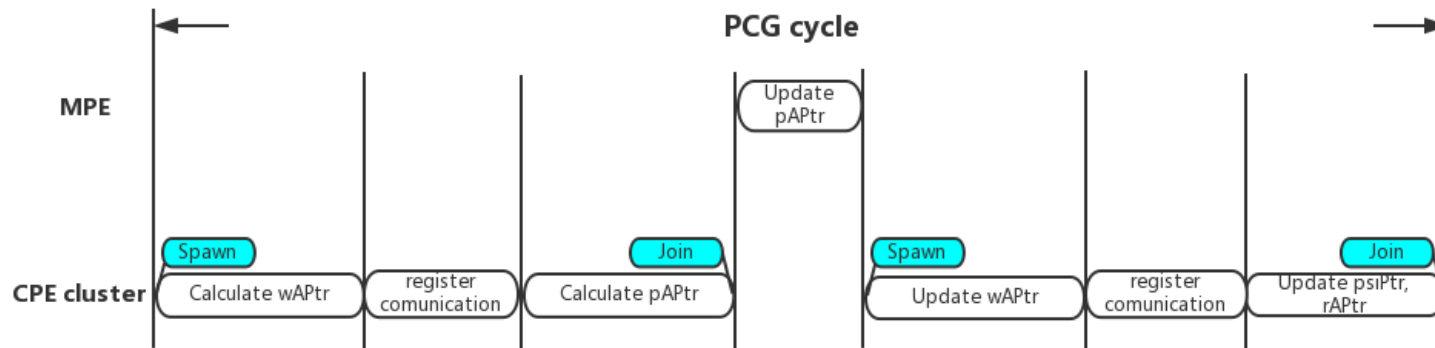 PCG cycle
MPE
Update
pAPtr
Spawn
Join
Spawn
Join
CPE cluster
Calculate wAPtr
register
comunication
Calculate pAPtr
Update wAPtr
register
comunication
Update psiPtr,
rAPtr